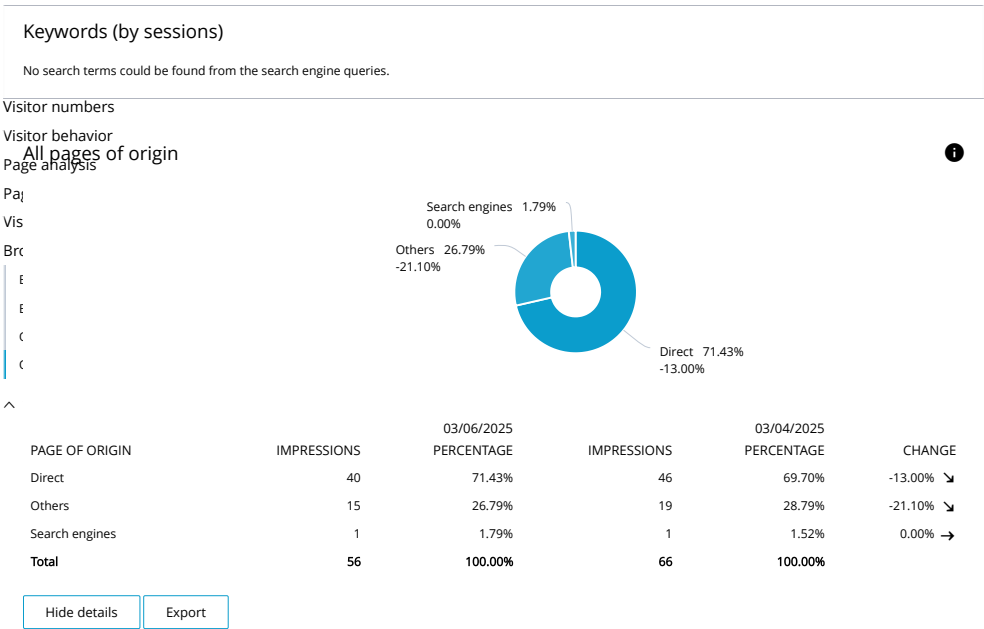 Keywords (by sessions)
No search terms could be found from the search engine queries.
Visitor numbers
Visitor behavior
All pages of origin
Page analysis
Search engines 1.79%
0.00%
Others 26.79%
-21.10%
Direct 71.43%
-13.00%
03/06/2025 03/04/2025
PAGE OF ORIGIN IMPRESSIONS PERCENTAGE IMPRESSIONS PERCENTAGE CHANGE
Direct 40 71.43% 46 69.70% -13.00%
Others 15 26.79% 19 28.79% -21.10%
Search engines 1 1.79% 1 1.52% 0.00%
Total 56 100.00% 66 100.00%
Hide details Export